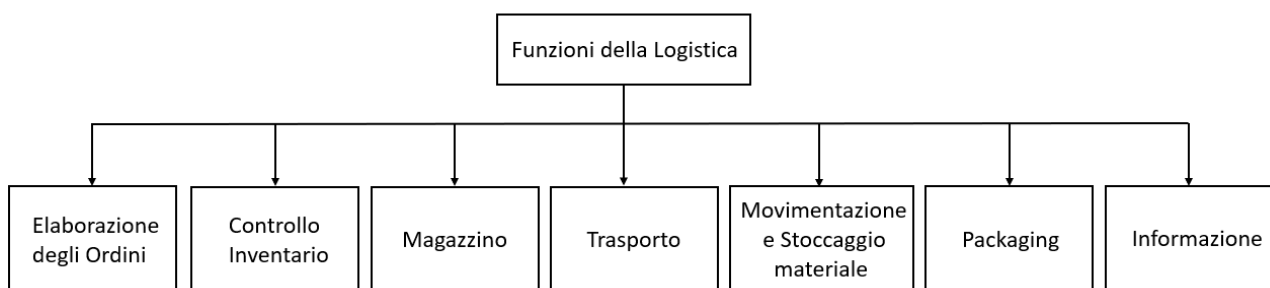 Funzioni della Logistica
Elaborazione
degli Ordini
Controllo
Inventario
Magazzino
Trasporto
Movimentazione
e Stoccaggio
materiale
Packaging
Informazione